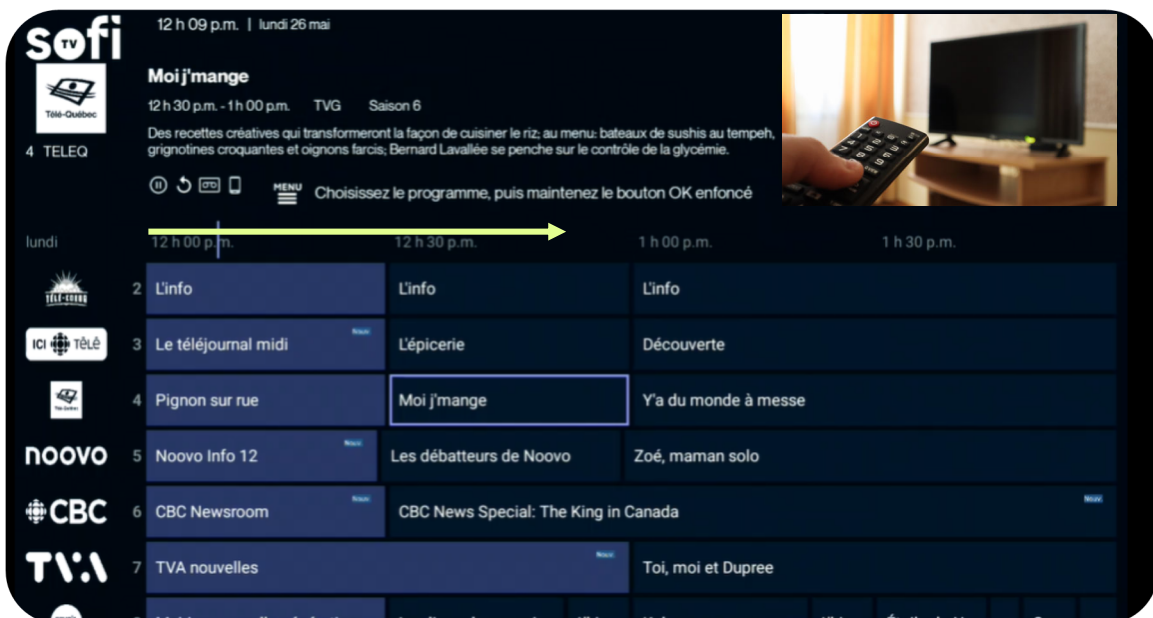 sofi
TV
12 h 09 p.m. | lundi 26 mai
Télé-Québec
4 TELEQ
Moi j'mange
12 h 30 p.m. - 1 h 00 p.m. TVG Saison 6
Des recettes créatives qui transformeront la façon de cuisiner le riz; au menu: bateaux de sushis au tempeh,
grignotines croquantes et oignons farcis; Bernard Lavallée se penche sur le contrôle de la glycémie.
MENU Choisissez le programme, puis maintenez le bouton OK enfoncé
lundi 12 h 00 p.m. 12 h 30 p.m. 1 h 00 p.m. 1 h 30 p.m.
2 L'info L'info L'info
ICI TÉLÉ 3 Le téléjournal midi Nouv. L'épicerie Découverte
4 Pignon sur rue Moi j'mange Y'a du monde à messe
noovo 5 Noovo Info 12 Nouv. Les débatteurs de Noovo Zoé, maman solo
CBC 6 CBC Newsroom Nouv. CBC News Special: The King in Canada Nouv.
TVA 7 TVA nouvelles Nouv. Toi, moi et Dupree